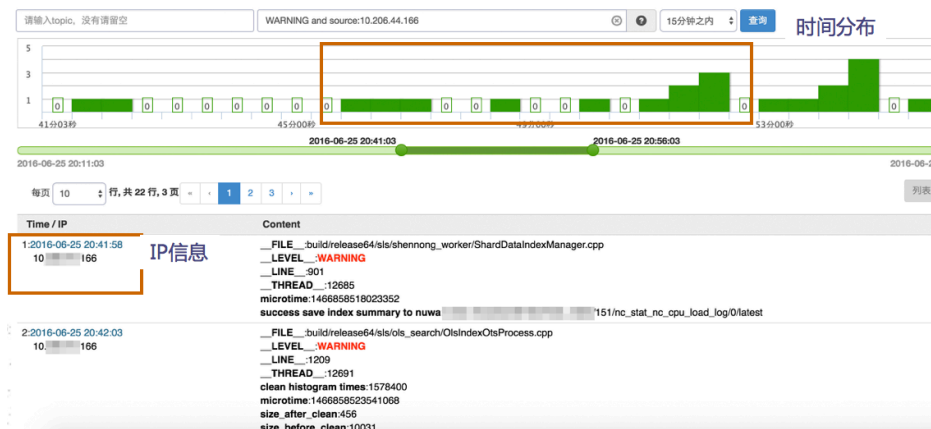 请输入topic，没有请留空 WARNING and source:10.206.44.166 15分钟之内 查询 时间分布
5
3
1
0 0 0 0 0 0 0 0 0 0 0 0 0
41分03秒 45分00秒 49分00秒 53分00秒
2016-06-25 20:41:03 2016-06-25 20:56:03
2016-06-25 20:11:03 2016-06-2
每页 10 行, 共 22 行, 3 页 « ‹ 1 2 3 › » 列表
Time / IP Content
1:2016-06-25 20:41:58 __FILE__:build/release64/sls/shennong_worker/ShardDataIndexManager.cpp
10. 166 IP信息 __LEVEL__:WARNING
__LINE__:901
__THREAD__:12685
microtime:1466858518023352
success save index summary to nuwa /151/nc_stat_nc_cpu_load_log/0/latest
2:2016-06-25 20:42:03 __FILE__:build/release64/sls/ols_search/OlsIndexOtsProcess.cpp
10. 166 __LEVEL__:WARNING
__LINE__:1209
__THREAD__:12691
clean histogram times:1578400
microtime:1466858523541068
size_after_clean:456
size_before_clean:10031